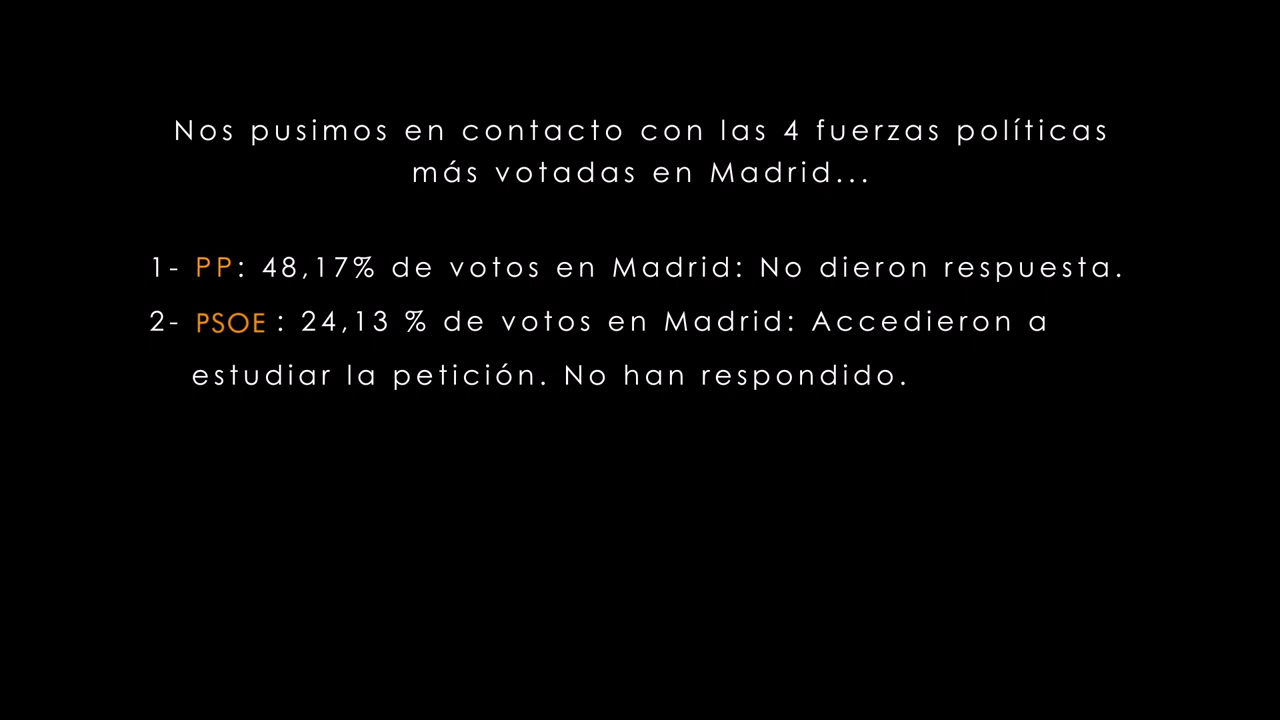 Nos pusimos en contacto con las 4 fuerzas políticas
más votadas en Madrid...
1- PP: 48,17% de votos en Madrid: No dieron respuesta.
2- PSOE : 24,13 % de votos en Madrid: Accedieron a
estudiar la petición. No han respondido.